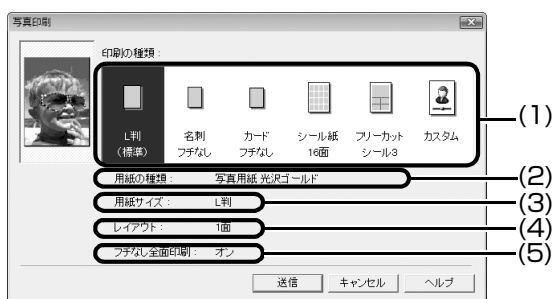 写真印刷
印刷の種類：
L判
（標準）
名刺
フチなし
カード
フチなし
シール紙
16面
フリーカット
シール3
カスタム
(1)
用紙の種類： 写真用紙 光沢ゴールド
(2)
用紙サイズ： L判
(3)
レイアウト： 1面
(4)
フチなし全面印刷： オン
(5)
送信 キャンセル ヘルプ